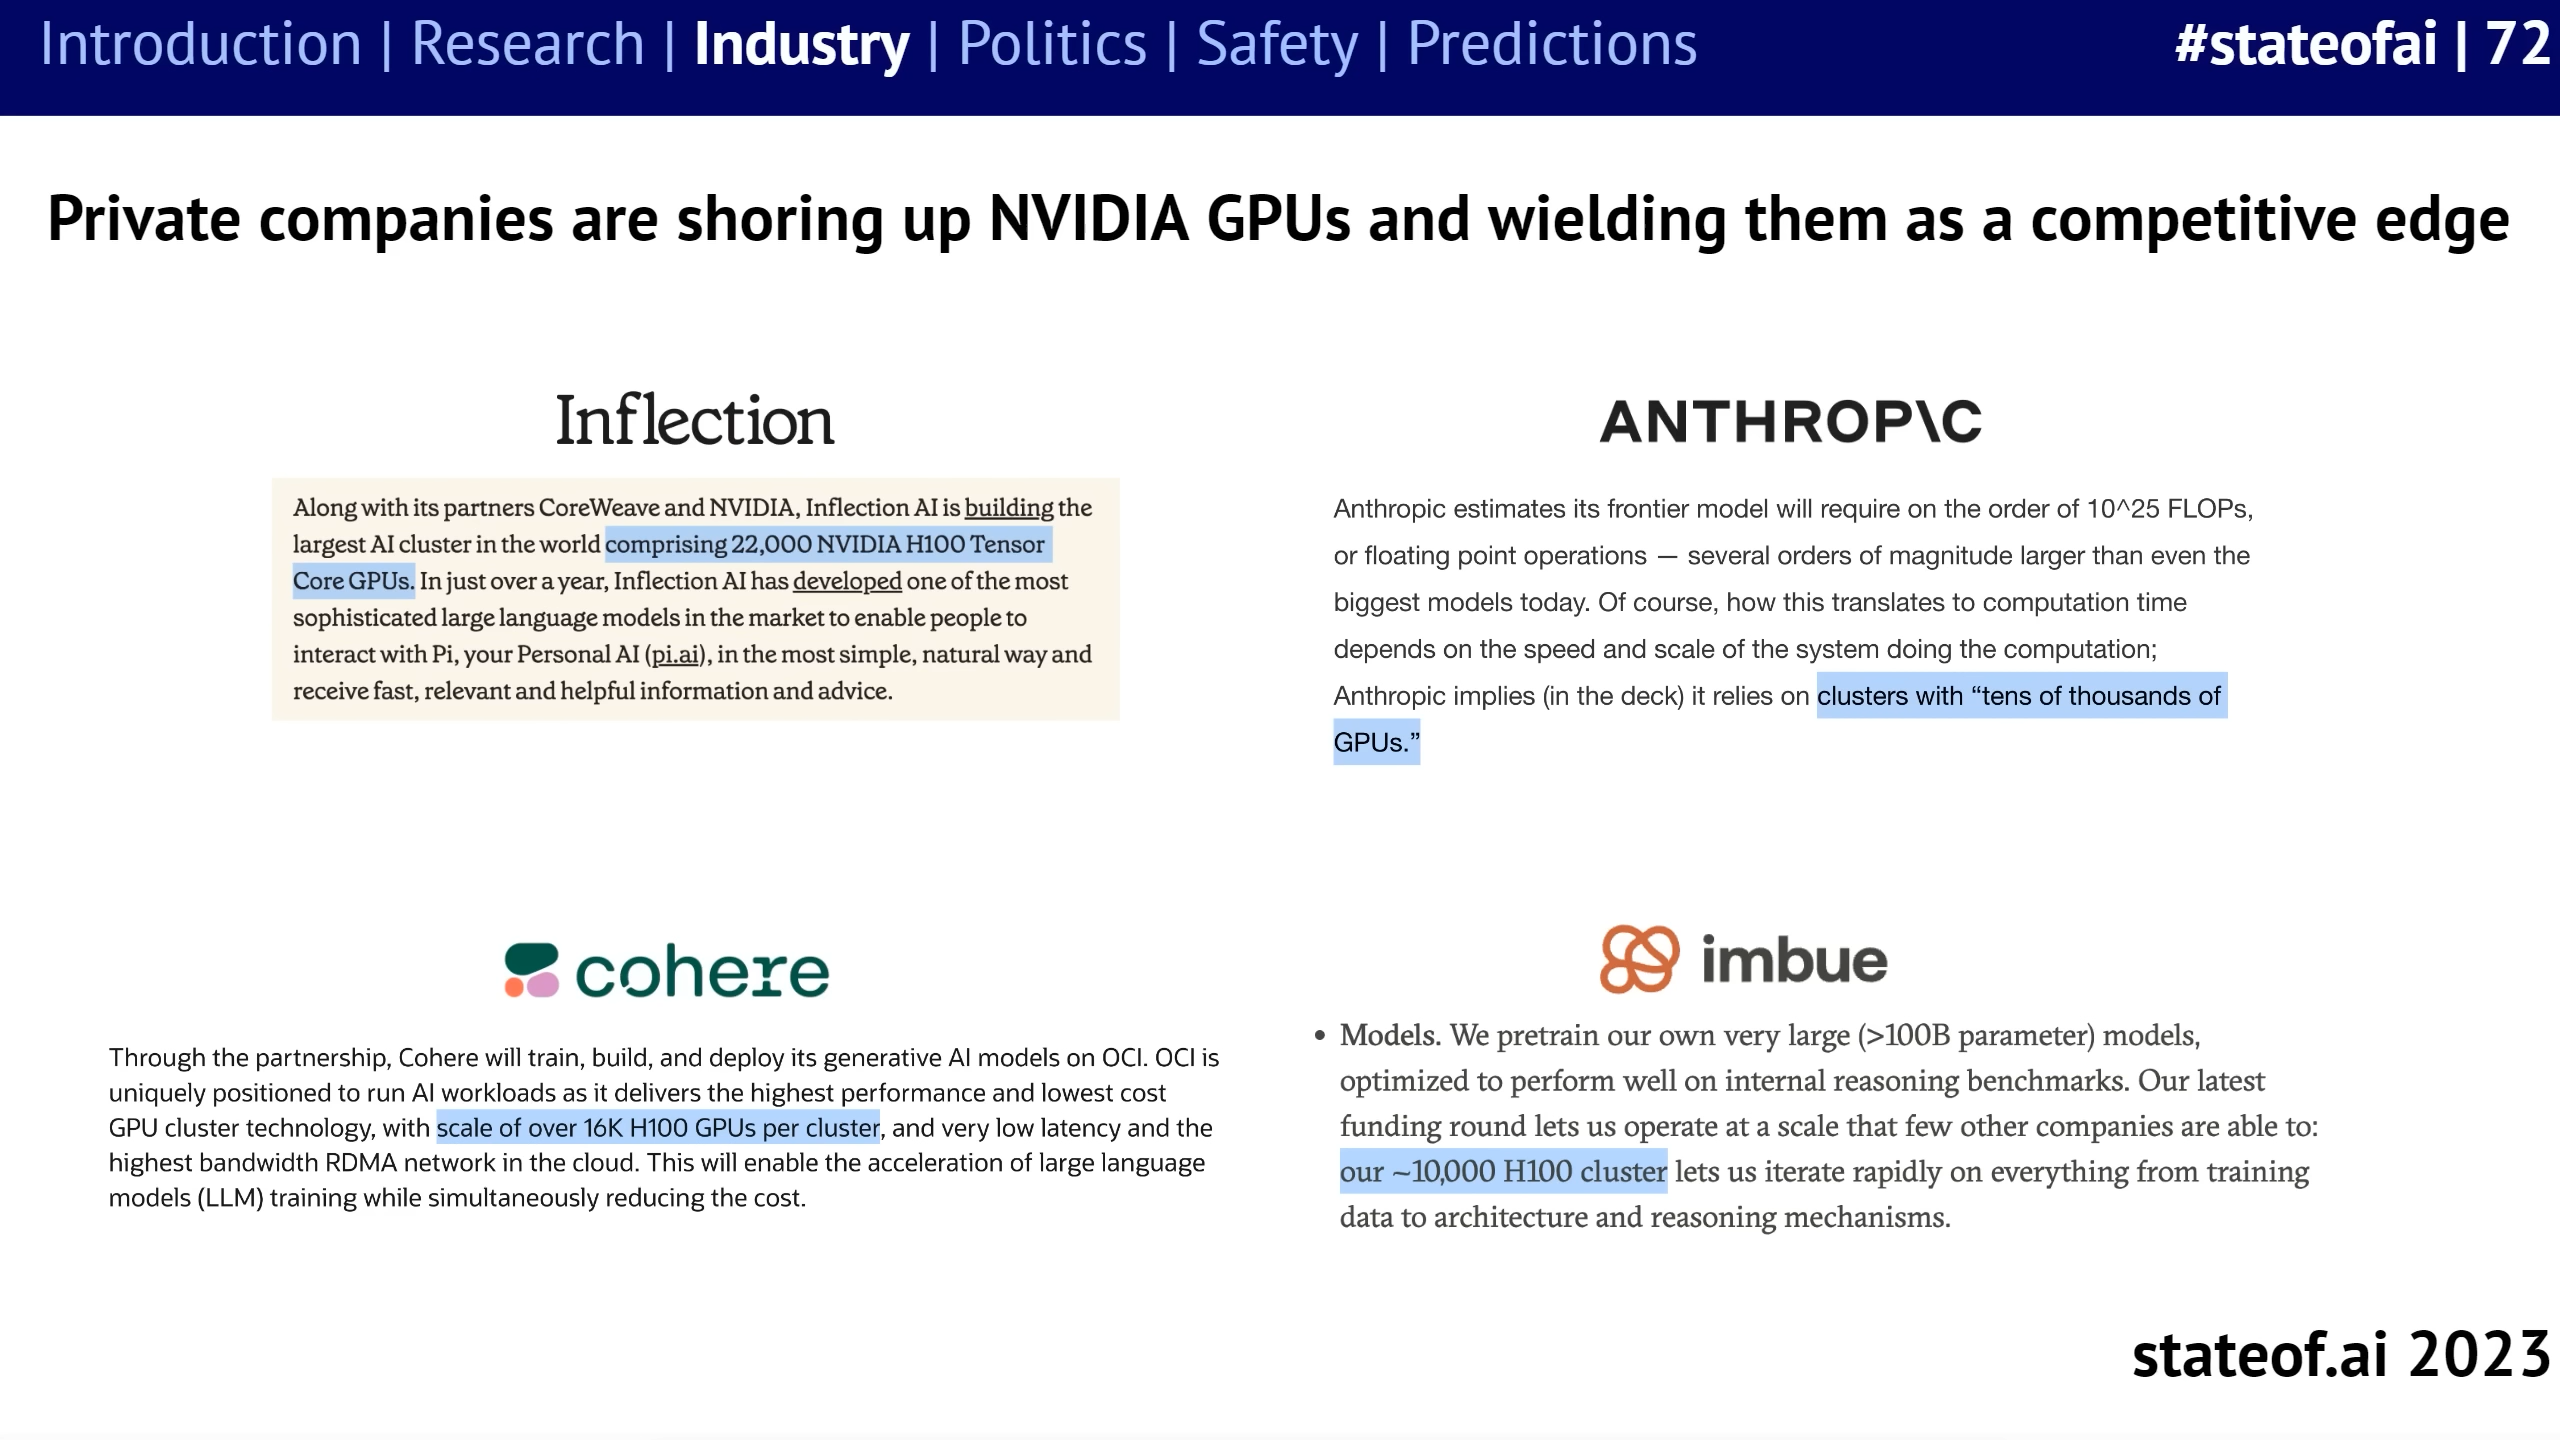 Introduction | Research | Industry | Politics | Safety | Predictions
#stateofai | 72
Private companies are shoring up NVIDIA GPUs and wielding them as a competitive edge
Inflection
Along with its partners CoreWeave and NVIDIA, Inflection AI is building the
largest AI cluster in the world comprising 22,000 NVIDIA H100 Tensor
Core GPUs. In just over a year, Inflection AI has developed one of the most
sophisticated large language models in the market to enable people to
interact with Pi, your Personal AI (pi.ai), in the most simple, natural way and
receive fast, relevant and helpful information and advice.
ANTHROP\C
Anthropic estimates its frontier model will require on the order of 10^25 FLOPs,
or floating point operations — several orders of magnitude larger than even the
biggest models today. Of course, how this translates to computation time
depends on the speed and scale of the system doing the computation;
Anthropic implies (in the deck) it relies on clusters with “tens of thousands of
GPUs.”
cohere
Through the partnership, Cohere will train, build, and deploy its generative AI models on OCI. OCI is
uniquely positioned to run AI workloads as it delivers the highest performance and lowest cost
GPU cluster technology, with scale of over 16K H100 GPUs per cluster, and very low latency and the
highest bandwidth RDMA network in the cloud. This will enable the acceleration of large language
models (LLM) training while simultaneously reducing the cost.
imbue
• Models. We pretrain our own very large (>100B parameter) models,
optimized to perform well on internal reasoning benchmarks. Our latest
funding round lets us operate at a scale that few other companies are able to:
our ~10,000 H100 cluster lets us iterate rapidly on everything from training
data to architecture and reasoning mechanisms.
stateof.ai 2023